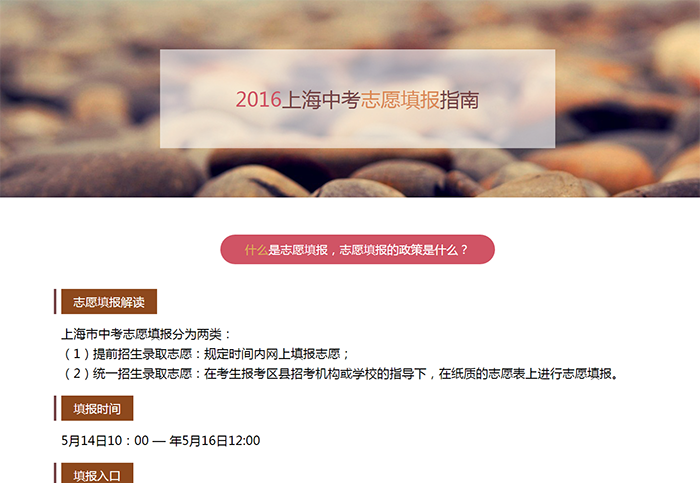 2016上海中考志愿填报指南
什么是志愿填报，志愿填报的政策是什么？
志愿填报解读
上海市中考志愿填报分为两类：
（1）提前招生录取志愿：规定时间内网上填报志愿；
（2）统一招生录取志愿：在考生报考区县招考机构或学校的指导下，在纸质的志愿表上进行志愿填报。
填报时间
5月14日10：00 — 年5月16日12:00
填报入口